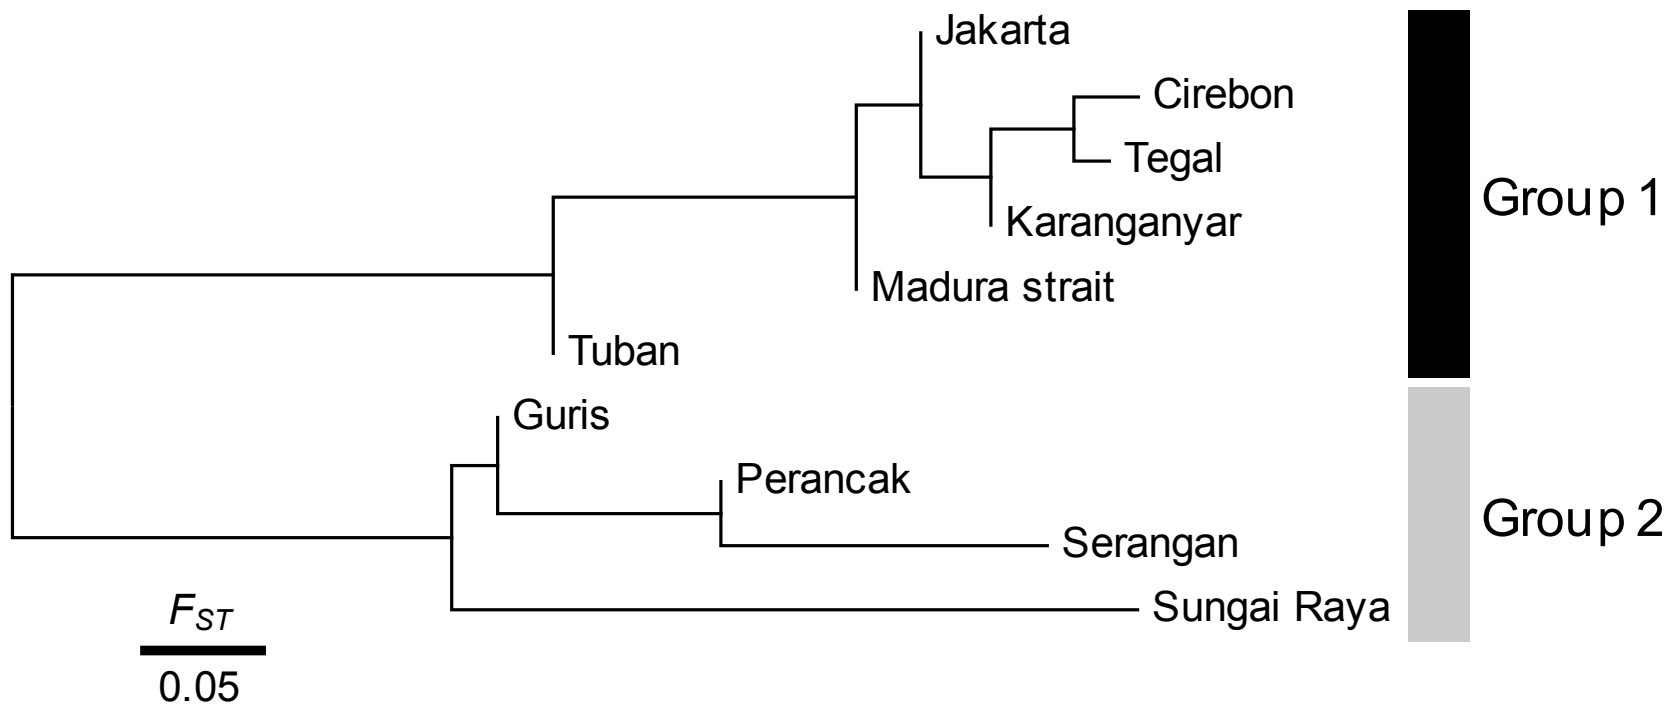 Jakarta
Cirebon
Tegal
Group 1
Karanganyar
Madura strait
Tuban
Guris
Perancak
Group 2
Serangan
Sungai Raya
FST
0.05